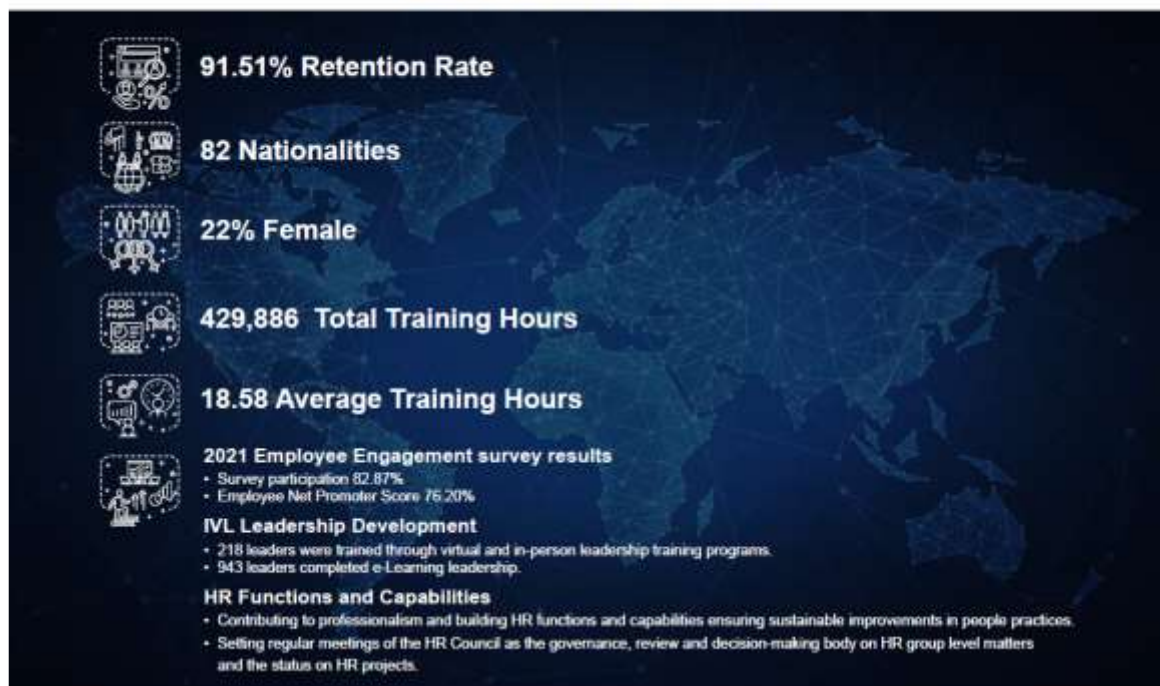 91.51% Retention Rate
82 Nationalities
22% Female
429,886 Total Training Hours
18.58 Average Training Hours
2021 Employee Engagement survey results
• Survey participation 82.87%
• Employee Net Promoter Score 76.20%
IVL Leadership Development
• 218 leaders were trained through virtual and in-person leadership training programs.
• 943 leaders completed e-Learning leadership.
HR Functions and Capabilities
• Contributing to professionalism and building HR functions and capabilities ensuring sustainable improvements in people practices.
• Setting regular meetings of the HR Council as the governance, review and decision-making body on HR group level matters
and the status on HR projects.